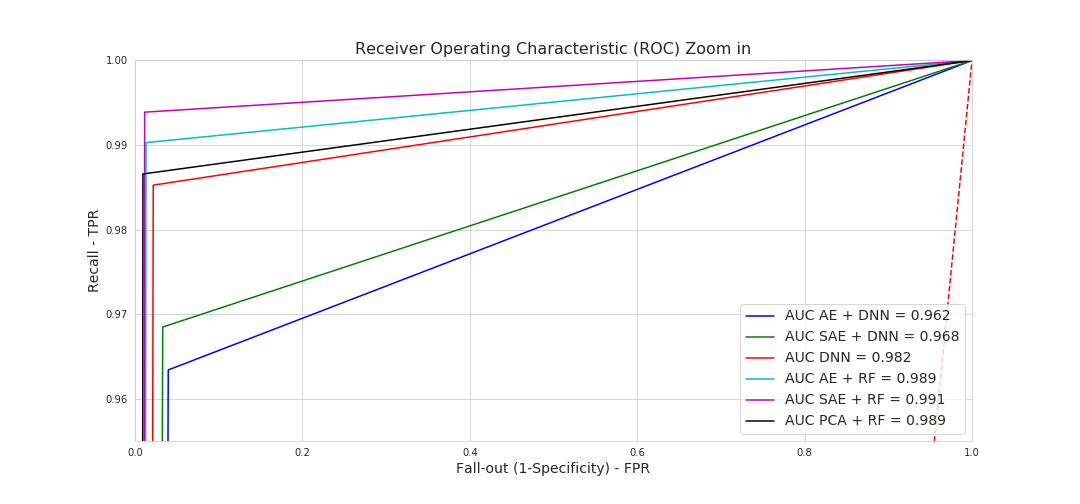 Receiver Operating Characteristic (ROC) Zoom in
1.00
0.99
0.98
0.97
0.96
Recall - TPR
AUC AE + DNN = 0.962
AUC SAE + DNN = 0.968
AUC DNN = 0.982
AUC AE + RF = 0.989
AUC SAE + RF = 0.991
AUC PCA + RF = 0.989
0.0 0.2 0.4 0.6 0.8 1.0
Fall-out (1-Specificity) - FPR